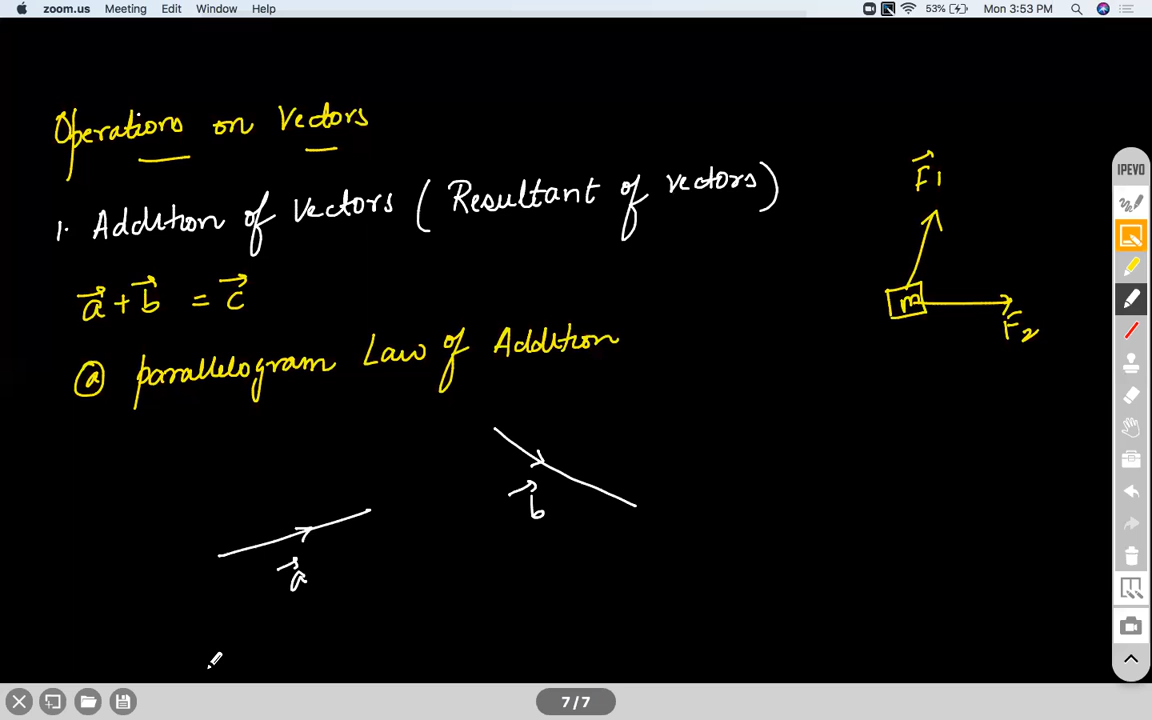 zoom.us Meeting Edit Window Help 53% Mon 3:53 PM
Operations on Vectors
1. Addition of vectors ( Resultant of vectors )
F1
IPEVO
a + b = c
m
F2
(a) parallelogram Law of Addition
b
a
7/7